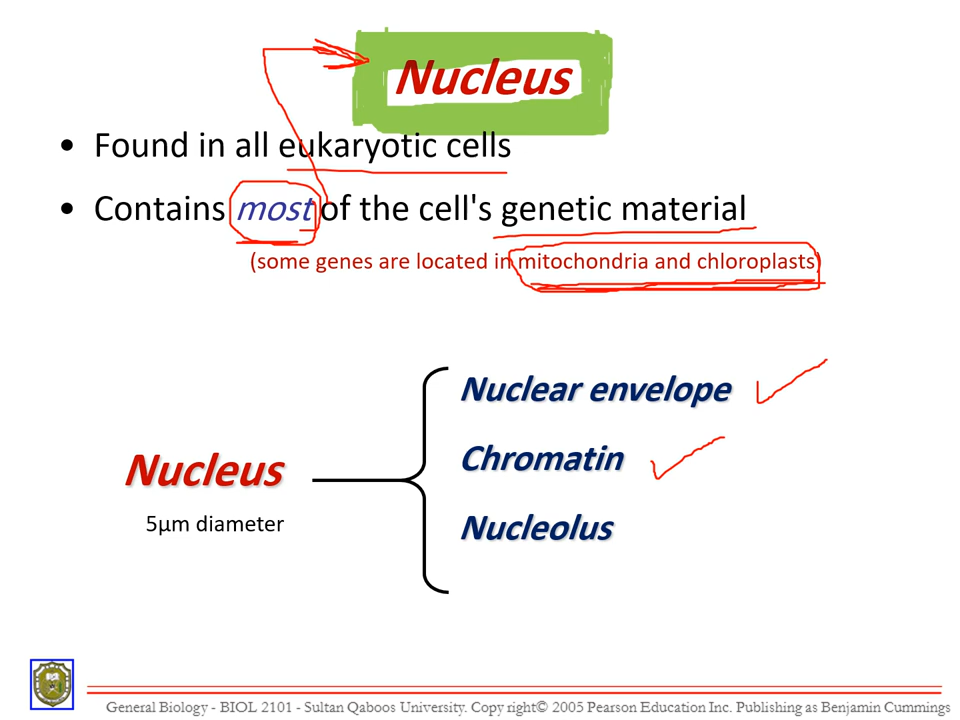 Nucleus
• Found in all eukaryotic cells
• Contains most of the cell's genetic material
(some genes are located in mitochondria and chloroplasts)
Nuclear envelope
Chromatin
Nucleus
5µm diameter
Nucleolus
General Biology - BIOL 2101 - Sultan Qaboos University. Copy right© 2005 Pearson Education Inc. Publishing as Benjamin Cummings